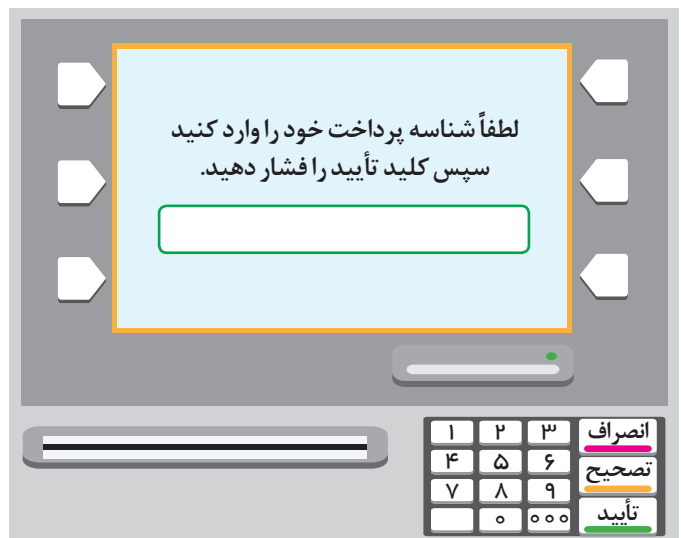 لطفاً شناسه پرداخت خود را وارد کنید
سپس کلید تأیید را فشار دهید.
۱ ۲ ۳ انصراف
۴ ۵ ۶ تصحیح
۷ ۸ ۹
۰ ۰۰۰ تأیید